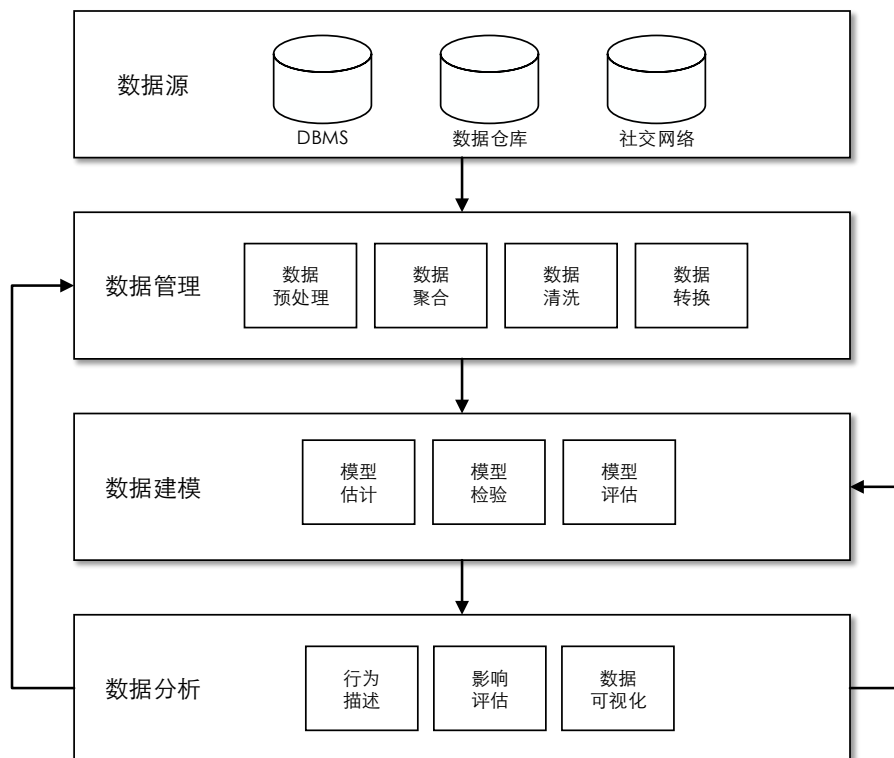 数据源
DBMS
数据仓库
社交网络
数据管理
数据
预处理
数据
聚合
数据
清洗
数据
转换
数据建模
模型
估计
模型
检验
模型
评估
数据分析
行为
描述
影响
评估
数据
可视化